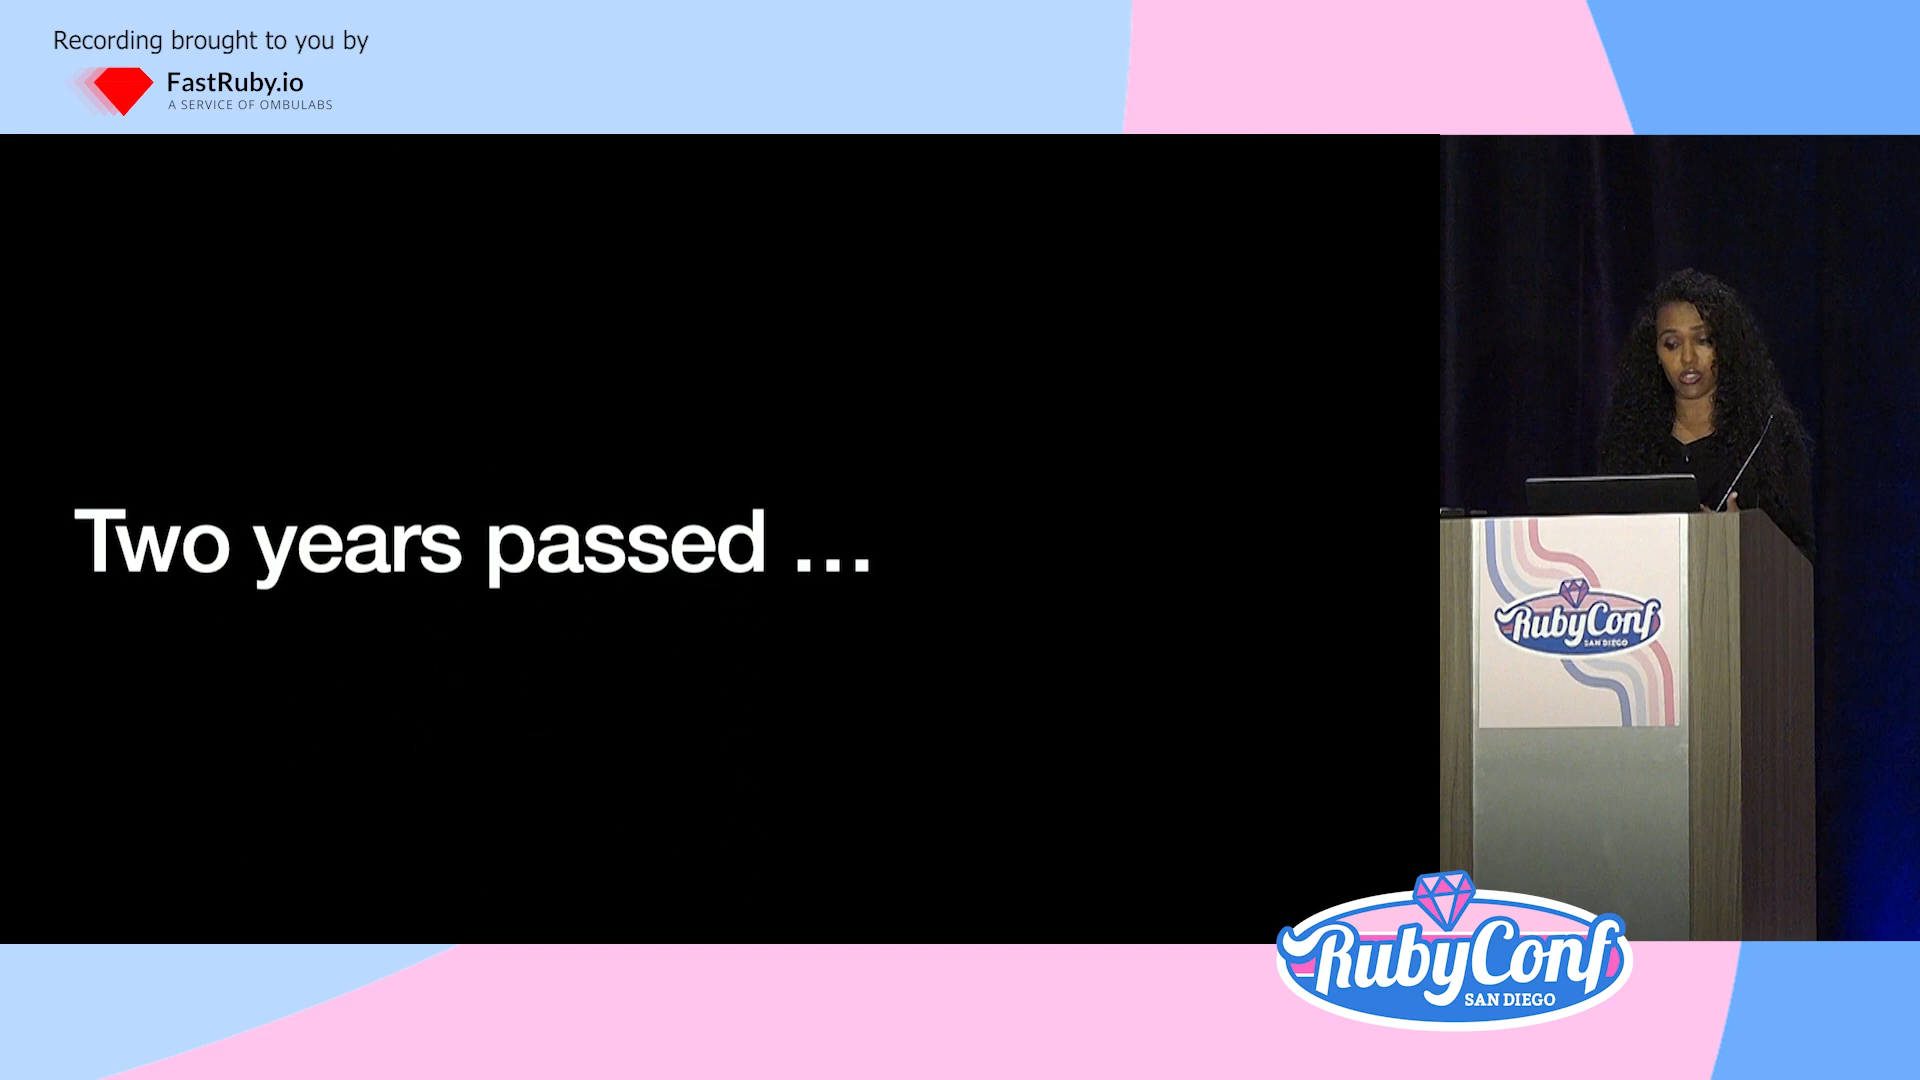 Recording brought to you by
FastRuby.io
A SERVICE OF OMBULABS
Two years passed ...
RubyConf
SAN DIEGO
RubyConf
SAN DIEGO